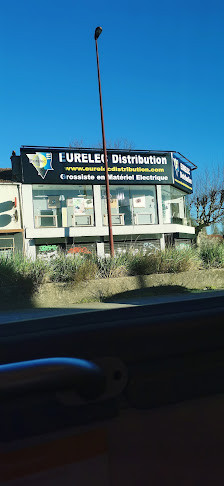 EURELEC Distribution
www.eurelecdistribution.com
Grossiste en Matériel Electrique